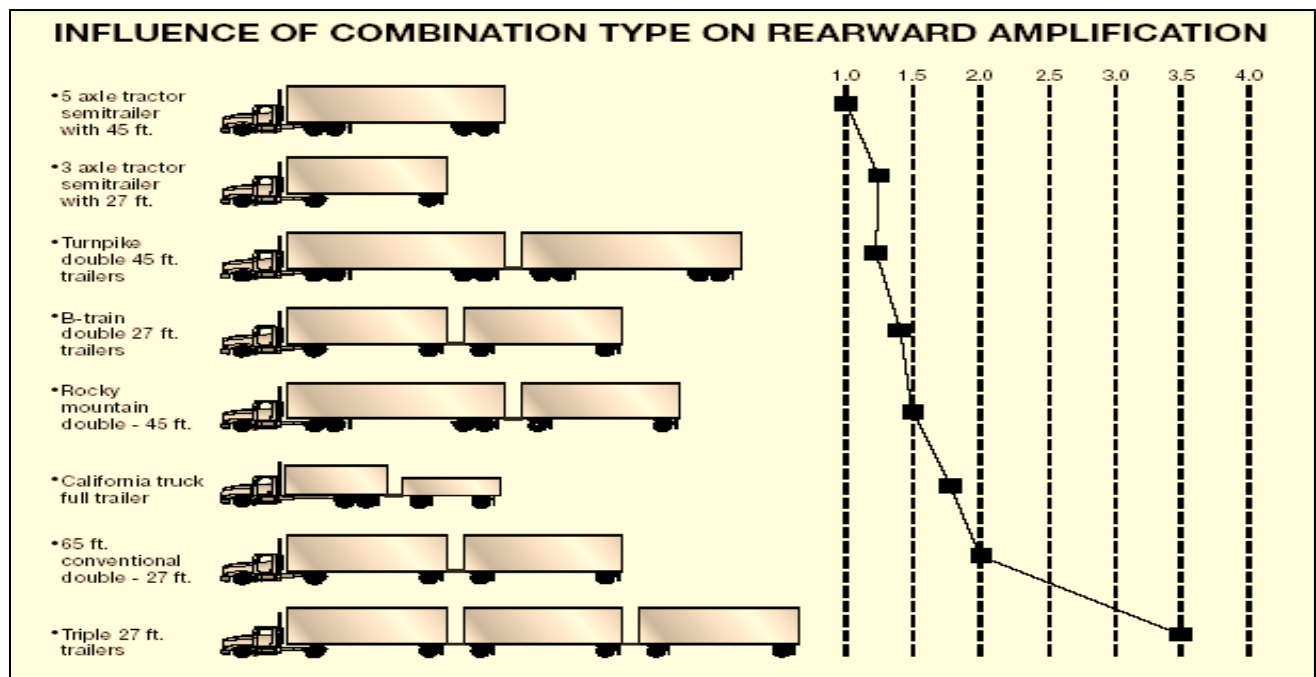 INFLUENCE OF COMBINATION TYPE ON REARWARD AMPLIFICATION
1.0 1.5 2.0 2.5 3.0 3.5 4.0
•5 axle tractor
semitrailer
with 45 ft.
•3 axle tractor
semitrailer
with 27 ft.
•Turnpike
double 45 ft.
trailers
•B-train
double 27 ft.
trailers
•Rocky
mountain
double - 45 ft.
•California truck
full trailer
•65 ft.
conventional
double - 27 ft.
•Triple 27 ft.
trailers